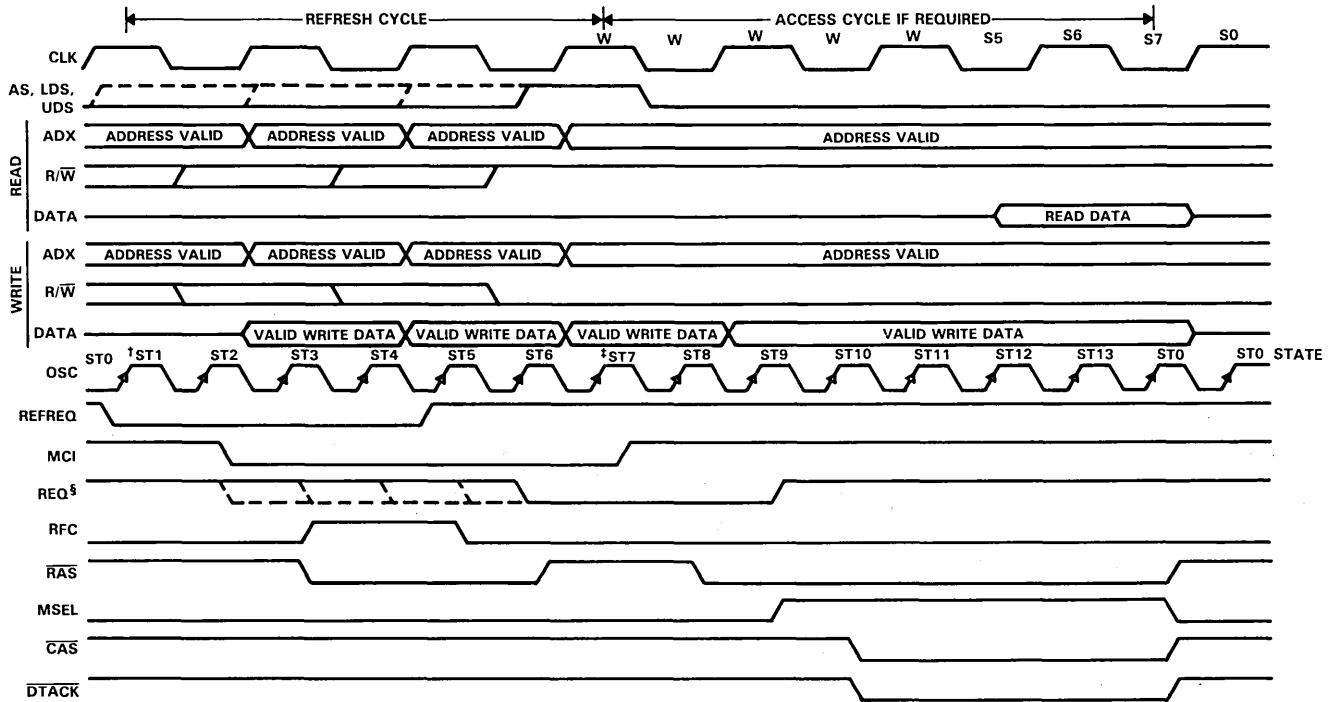 REFRESH CYCLE ACCESS CYCLE IF REQUIRED
CLK W W W W W S5 S6 S7 S0
AS, LDS,
UDS
READ
ADX ADDRESS VALID ADDRESS VALID ADDRESS VALID ADDRESS VALID
R/W̅
DATA READ DATA
WRITE
ADX ADDRESS VALID ADDRESS VALID ADDRESS VALID ADDRESS VALID
R/W̅
DATA VALID WRITE DATA VALID WRITE DATA VALID WRITE DATA VALID WRITE DATA
ST0 †ST1 ST2 ST3 ST4 ST5 ST6 ‡ST7 ST8 ST9 ST10 ST11 ST12 ST13 ST0 ST0 STATE
OSC
REFREQ
MCI
REQ§
RFC
R̅A̅S̅
MSEL
C̅A̅S̅
D̅T̅A̅C̅K̅